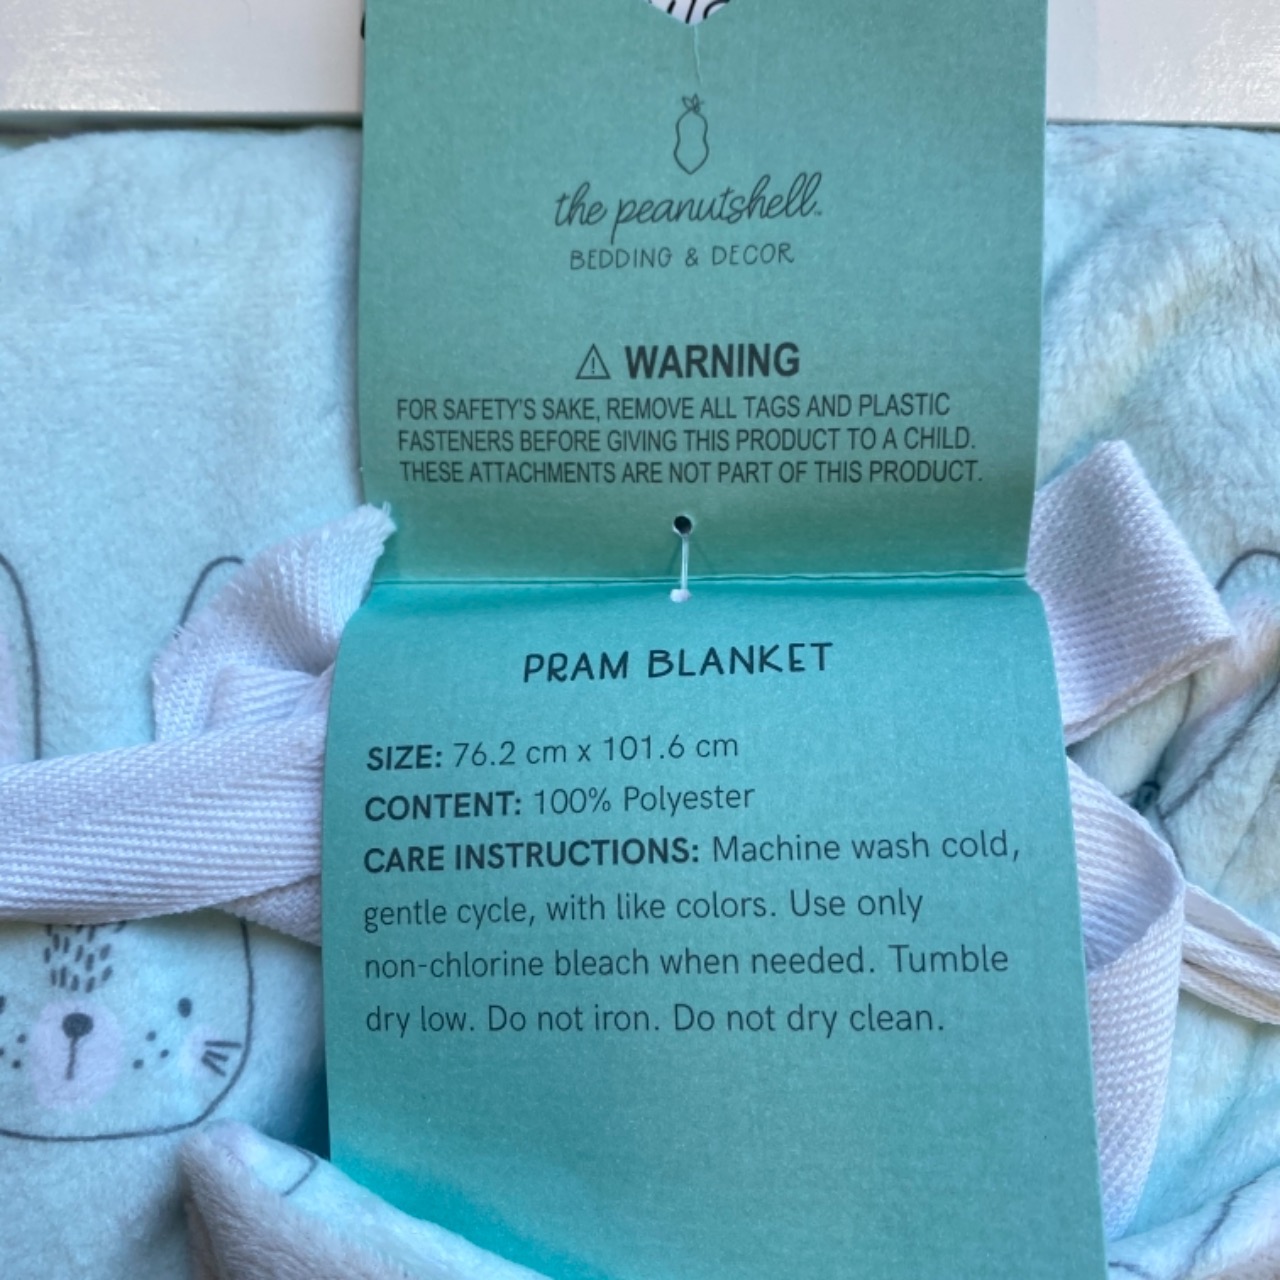 the peanutshell™
BEDDING & DECOR
⚠ WARNING
FOR SAFETY'S SAKE, REMOVE ALL TAGS AND PLASTIC
FASTENERS BEFORE GIVING THIS PRODUCT TO A CHILD.
THESE ATTACHMENTS ARE NOT PART OF THIS PRODUCT.
PRAM BLANKET
SIZE: 76.2 cm x 101.6 cm
CONTENT: 100% Polyester
CARE INSTRUCTIONS: Machine wash cold,
gentle cycle, with like colors. Use only
non-chlorine bleach when needed. Tumble
dry low. Do not iron. Do not dry clean.